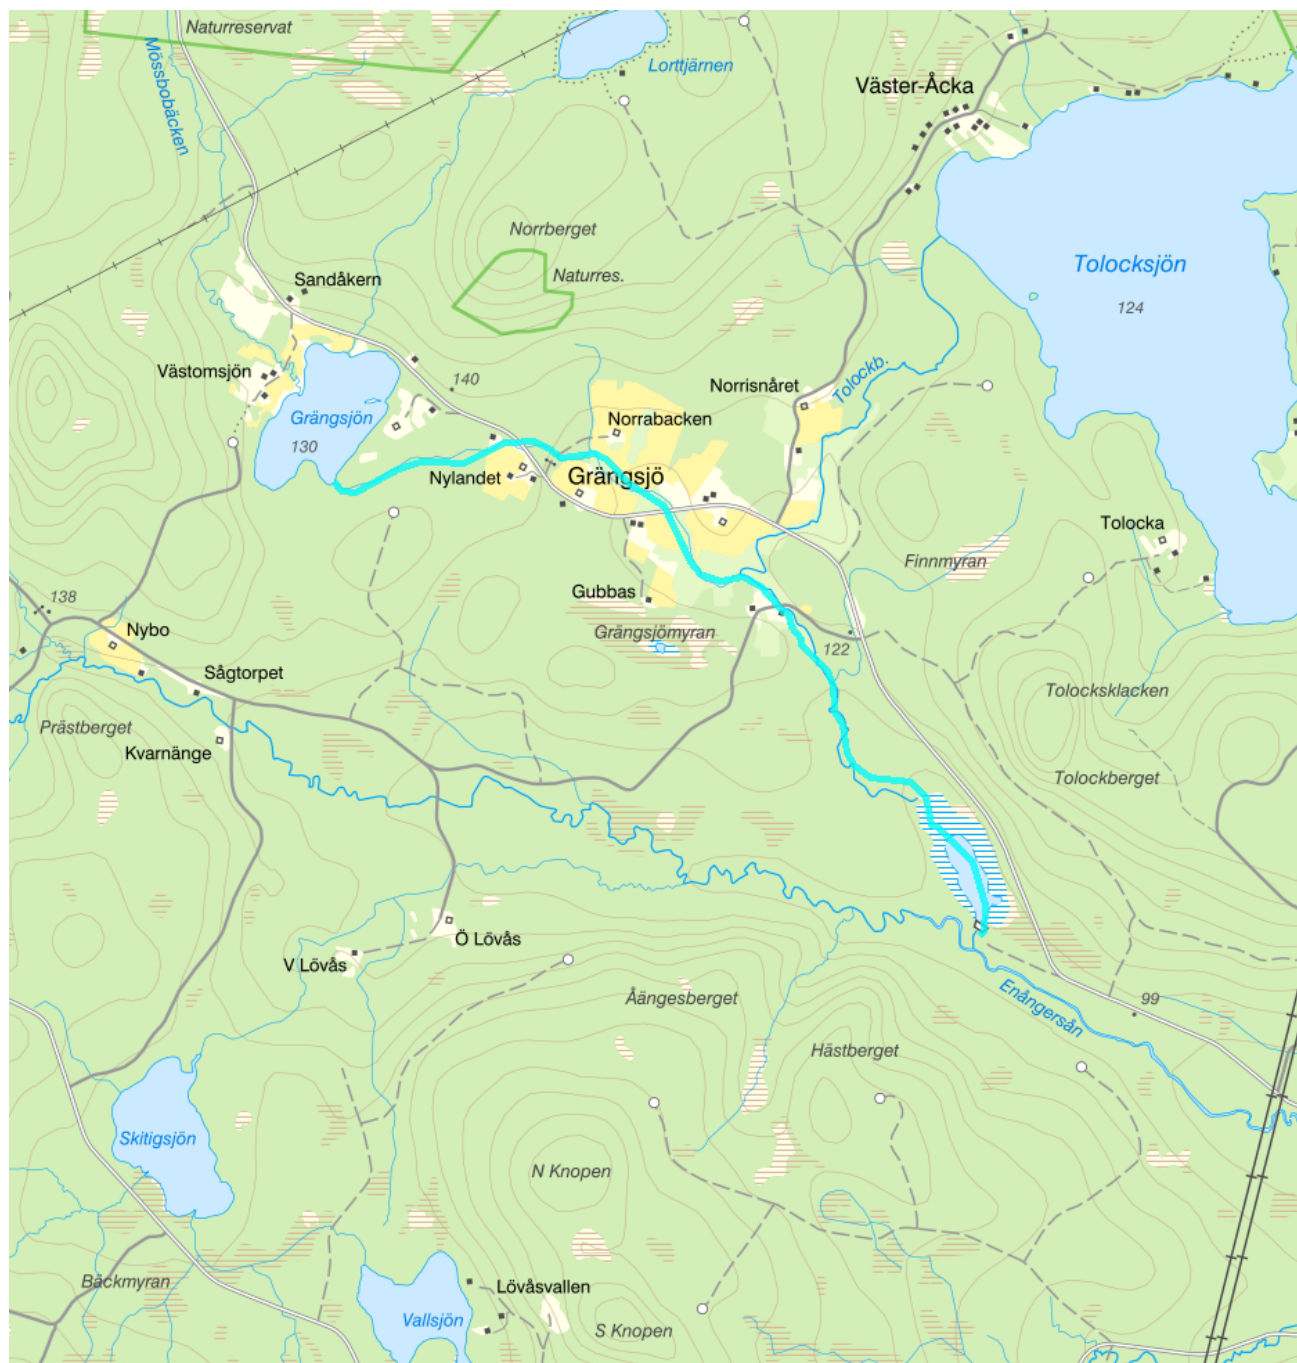 Naturreservat
Mössbobäcken
Lorttjärnen
Väster-Åcka
Norrberget
Naturres.
Tolocksjön
124
Sandåkern
Västomsjön
Grängsjön
130
140
Norrisnåret
Tolockb.
Norrabacken
Nylandet
Grängsjö
Tolocka
Finnmyran
Gubbas
Grängsjömyran
138
Nybo
122
Sågtorpet
Tolocksklacken
Prästberget
Kvarnänge
Tolockberget
Ö Lövås
V Lövås
Åängesberget
Enångersån
99
Hästberget
Skitigsjön
N Knopen
Bäckmyran
Lövåsvallen
Vallsjön
S Knopen